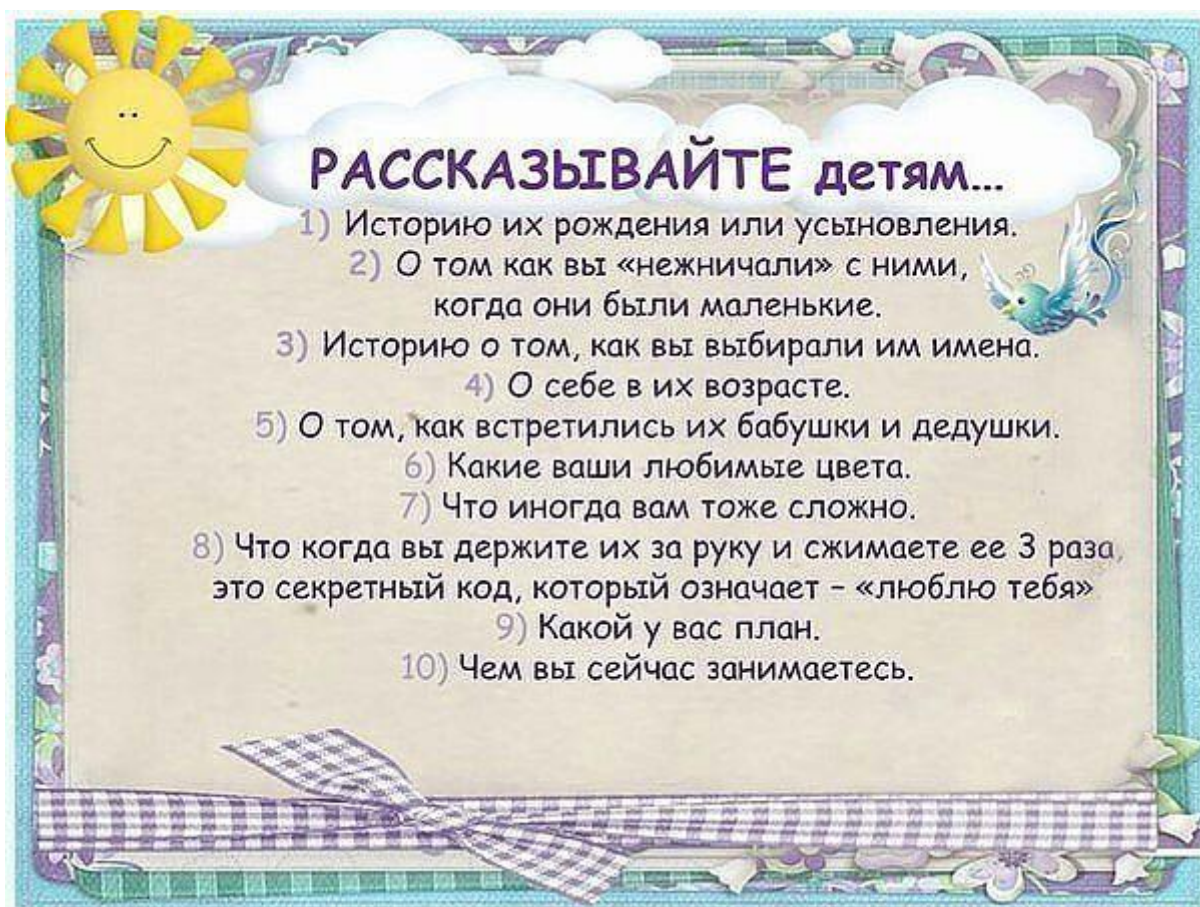 РАССКАЗЫВАЙТЕ детям...
1) Историю их рождения или усыновления.
2) О том как вы «нежничали» с ними,
когда они были маленькие.
3) Историю о том, как вы выбирали им имена.
4) О себе в их возрасте.
5) О том, как встретились их бабушки и дедушки.
6) Какие ваши любимые цвета.
7) Что иногда вам тоже сложно.
8) Что когда вы держите их за руку и сжимаете ее 3 раза,
это секретный код, который означает – «люблю тебя»
9) Какой у вас план.
10) Чем вы сейчас занимаетесь.